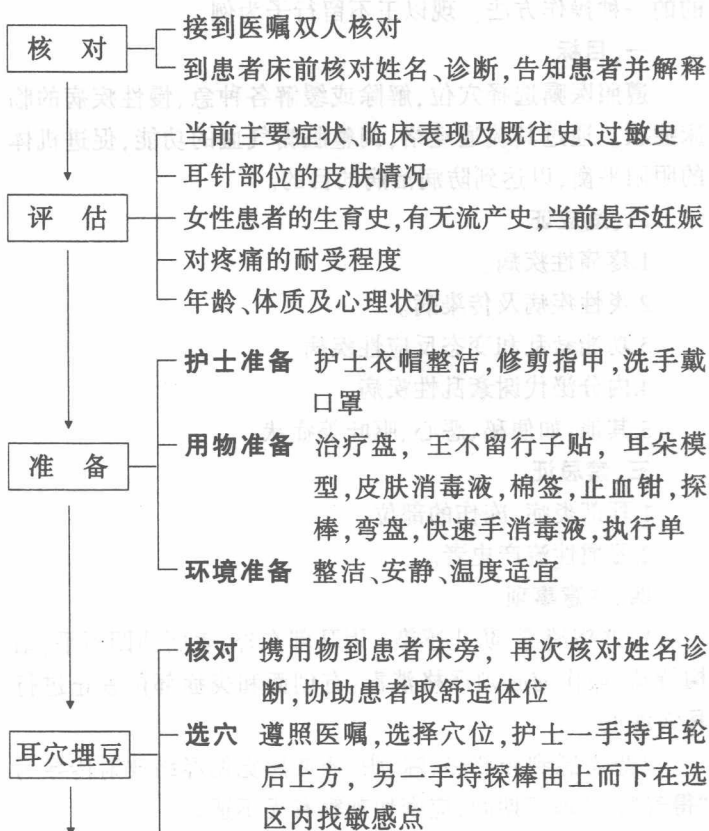 核 对
接到医嘱双人核对
到患者床前核对姓名、诊断,告知患者并解释
评 估
当前主要症状、临床表现及既往史、过敏史
耳针部位的皮肤情况
女性患者的生育史,有无流产史,当前是否妊娠
对疼痛的耐受程度
年龄、体质及心理状况
准 备
护士准备 护士衣帽整洁,修剪指甲,洗手戴
口罩
用物准备 治疗盘，王不留行子贴，耳朵模
型,皮肤消毒液,棉签,止血钳,探
棒,弯盘,快速手消毒液,执行单
环境准备 整洁、安静、温度适宜
耳穴埋豆
核对 携用物到患者床旁，再次核对姓名诊
断,协助患者取舒适体位
选穴 遵照医嘱,选择穴位,护士一手持耳轮
后上方，另一手持探棒由上而下在选
区内找敏感点